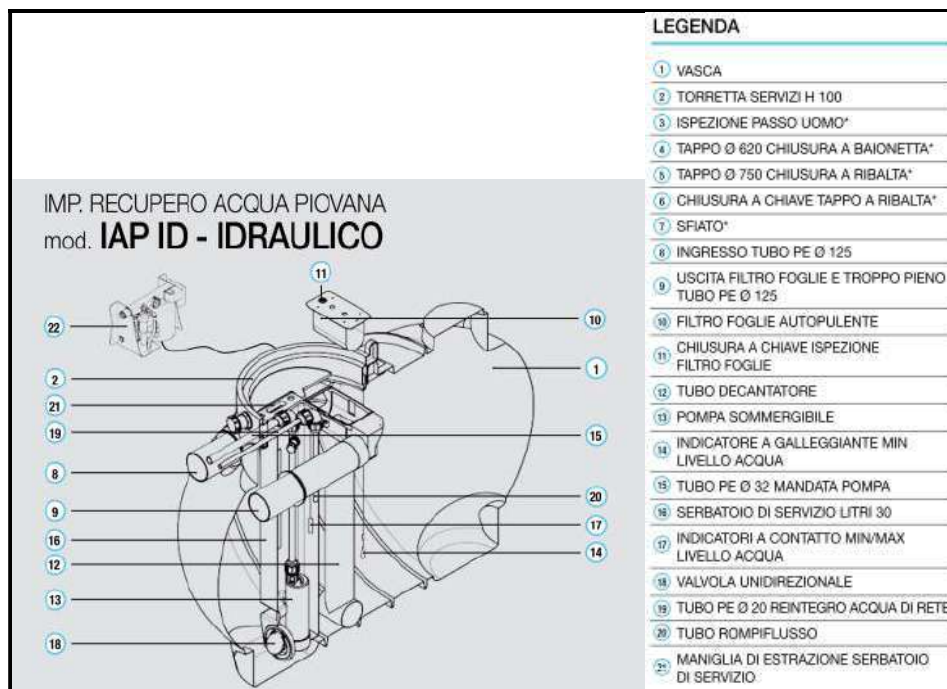 IMP. RECUPERO ACQUA PIOVANA
mod. IAP ID - IDRAULICO
11
22
10
2
1
21
19
15
8
20
9
17
16
14
12
13
18
LEGENDA
1 VASCA
2 TORRETTA SERVIZI H 100
3 ISPEZIONE PASSO UOMO*
4 TAPPO Ø 620 CHIUSURA A BAIONETTA*
5 TAPPO Ø 750 CHIUSURA A RIBALTA*
6 CHIUSURA A CHIAVE TAPPO A RIBALTA*
7 SFIATO*
8 INGRESSO TUBO PE Ø 125
9 USCITA FILTRO FOGLIE E TROPPO PIENO
TUBO PE Ø 125
10 FILTRO FOGLIE AUTOPULENTE
11 CHIUSURA A CHIAVE ISPEZIONE
FILTRO FOGLIE
12 TUBO DECANTATORE
13 POMPA SOMMERGIBILE
14 INDICATORE A GALLEGGIANTE MIN
LIVELLO ACQUA
15 TUBO PE Ø 32 MANDATA POMPA
16 SERBATOIO DI SERVIZIO LITRI 30
17 INDICATORI A CONTATTO MIN/MAX
LIVELLO ACQUA
18 VALVOLA UNIDIREZIONALE
19 TUBO PE Ø 20 REINTEGRO ACQUA DI RETE
20 TUBO ROMPIFLUSSO
21 MANIGLIA DI ESTRAZIONE SERBATOIO
DI SERVIZIO